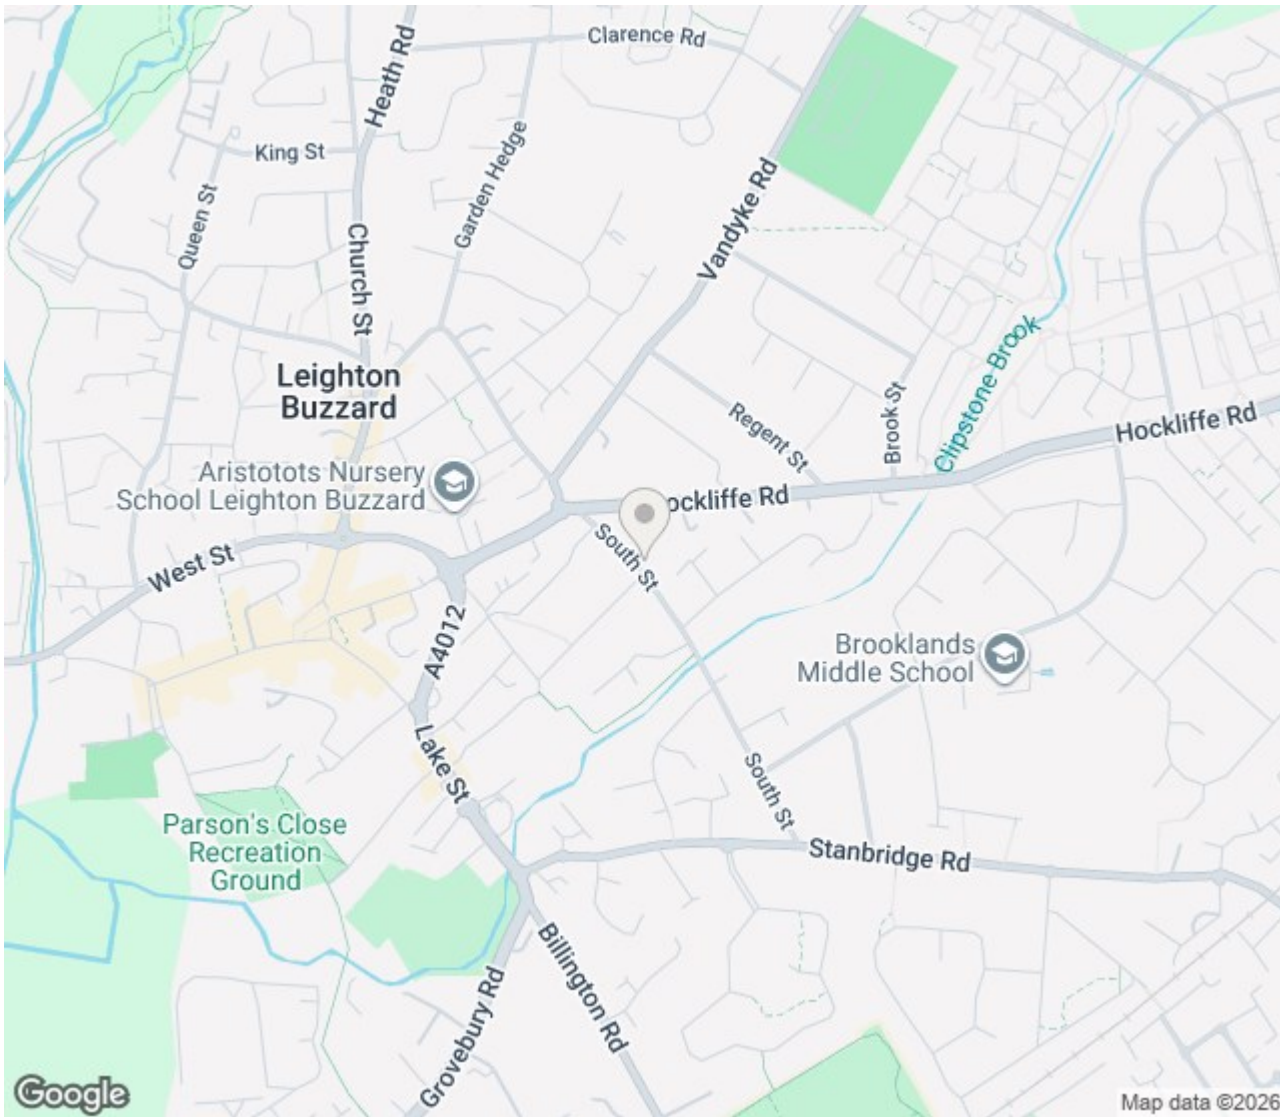 Clarence Rd
Heath Rd
King St
Garden Hedge
Vandyke Rd
Queen St
Church St
Leighton
Buzzard
Clipstone Brook
Regent St
Brook St
Hockliffe Rd
Aristotots Nursery
School Leighton Buzzard
ockliffe Rd
South St
West St
A4012
Brooklands
Middle School
Lake St
South St
Parson's Close
Recreation
Ground
Stanbridge Rd
Billington Rd
Grovebury Rd
Google
Map data ©2026